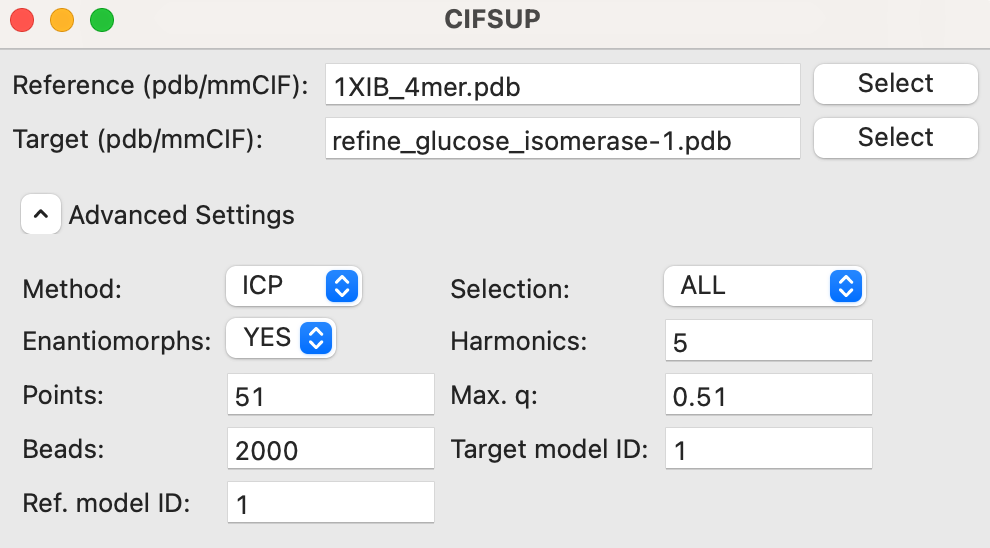 CIFSUP
Reference (pdb/mmCIF): 1XIB_4mer.pdb Select
Target (pdb/mmCIF): refine_glucose_isomerase-1.pdb Select
Advanced Settings
Method: ICP Selection: ALL
Enantiomorphs: YES Harmonics: 5
Points: 51 Max. q: 0.51
Beads: 2000 Target model ID: 1
Ref. model ID: 1